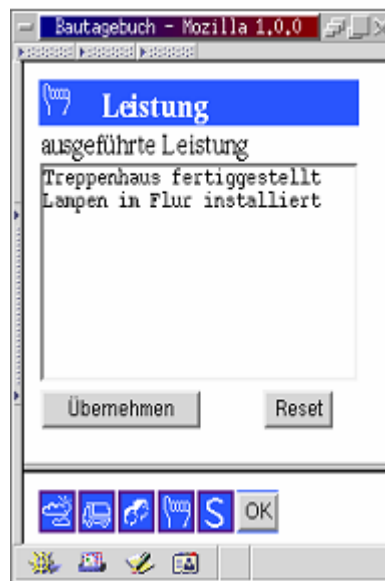 Bautagebuch - Mozilla 1.0.0
Leistung
ausgeführte Leistung
Treppenhaus fertiggestellt
Lampen in Flur installiert
Übernehmen Reset
S OK